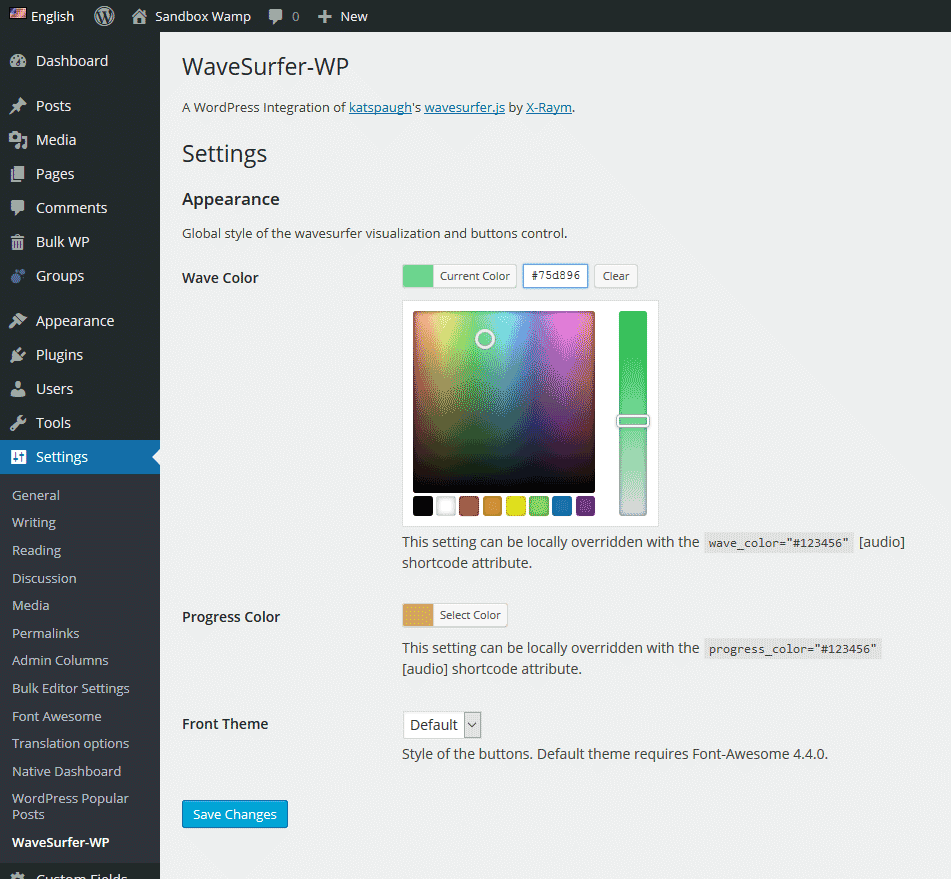 English Sandbox Wamp 0 New
Dashboard
Posts
Media
Pages
Comments
Bulk WP
Groups
Appearance
Plugins
Users
Tools
Settings
General
Writing
Reading
Discussion
Media
Permalinks
Admin Columns
Bulk Editor Settings
Font Awesome
Translation options
Native Dashboard
WordPress Popular
Posts
WaveSurfer-WP
Custom Fields
WaveSurfer-WP
A WordPress Integration of katspaugh's wavesurfer.js by X-Raym.
Settings
Appearance
Global style of the wavesurfer visualization and buttons control.
Wave Color Current Color #75d896 Clear
This setting can be locally overridden with the wave_color="#123456" [audio]
shortcode attribute.
Progress Color Select Color
This setting can be locally overridden with the progress_color="#123456"
[audio] shortcode attribute.
Front Theme Default
Style of the buttons. Default theme requires Font-Awesome 4.4.0.
Save Changes